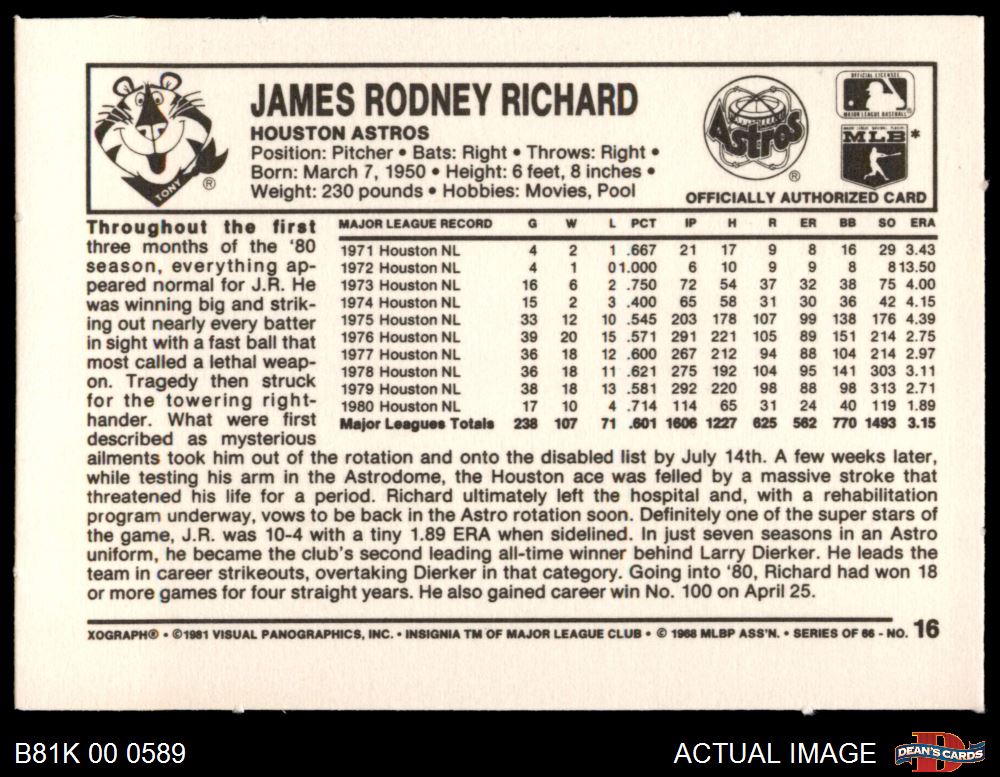 JAMES RODNEY RICHARD
HOUSTON ASTROS
Position: Pitcher • Bats: Right • Throws: Right •
Born: March 7, 1950 • Height: 6 feet, 8 inches •
Weight: 230 pounds • Hobbies: Movies, Pool
TONY ®
Astros ®
OFFICIAL LICENSEE
MAJOR LEAGUE BASEBALL
MLB *
OFFICIALLY AUTHORIZED CARD
MAJOR LEAGUE RECORD G W L PCT IP H R ER BB SO ERA
1971 Houston NL 4 2 1 .667 21 17 9 8 16 29 3.43
1972 Houston NL 4 1 0 1.000 6 10 9 9 8 8 13.50
1973 Houston NL 16 6 2 .750 72 54 37 32 38 75 4.00
1974 Houston NL 15 2 3 .400 65 58 31 30 36 42 4.15
1975 Houston NL 33 12 10 .545 203 178 107 99 138 176 4.39
1976 Houston NL 39 20 15 .571 291 221 105 89 151 214 2.75
1977 Houston NL 36 18 12 .600 267 212 94 88 104 214 2.97
1978 Houston NL 36 18 11 .621 275 192 104 95 141 303 3.11
1979 Houston NL 38 18 13 .581 292 220 98 88 98 313 2.71
1980 Houston NL 17 10 4 .714 114 65 31 24 40 119 1.89
Major Leagues Totals 238 107 71 .601 1606 1227 625 562 770 1493 3.15
Throughout the first
three months of the '80
season, everything ap-
peared normal for J.R. He
was winning big and strik-
ing out nearly every batter
in sight with a fast ball that
most called a lethal weap-
on. Tragedy then struck
for the towering right-
hander. What were first
described as mysterious
ailments took him out of the rotation and onto the disabled list by July 14th. A few weeks later,
while testing his arm in the Astrodome, the Houston ace was felled by a massive stroke that
threatened his life for a period. Richard ultimately left the hospital and, with a rehabilitation
program underway, vows to be back in the Astro rotation soon. Definitely one of the super stars of
the game, J.R. was 10-4 with a tiny 1.89 ERA when sidelined. In just seven seasons in an Astro
uniform, he became the club's second leading all-time winner behind Larry Dierker. He leads the
team in career strikeouts, overtaking Dierker in that category. Going into '80, Richard had won 18
or more games for four straight years. He also gained career win No. 100 on April 25.
XOGRAPH® • ©1981 VISUAL PANOGRAPHICS, INC. • INSIGNIA TM OF MAJOR LEAGUE CLUB • © 1968 MLBP ASS'N. • SERIES OF 66 - NO. 16
B81K 00 0589
ACTUAL IMAGE
DEAN'S CARDS